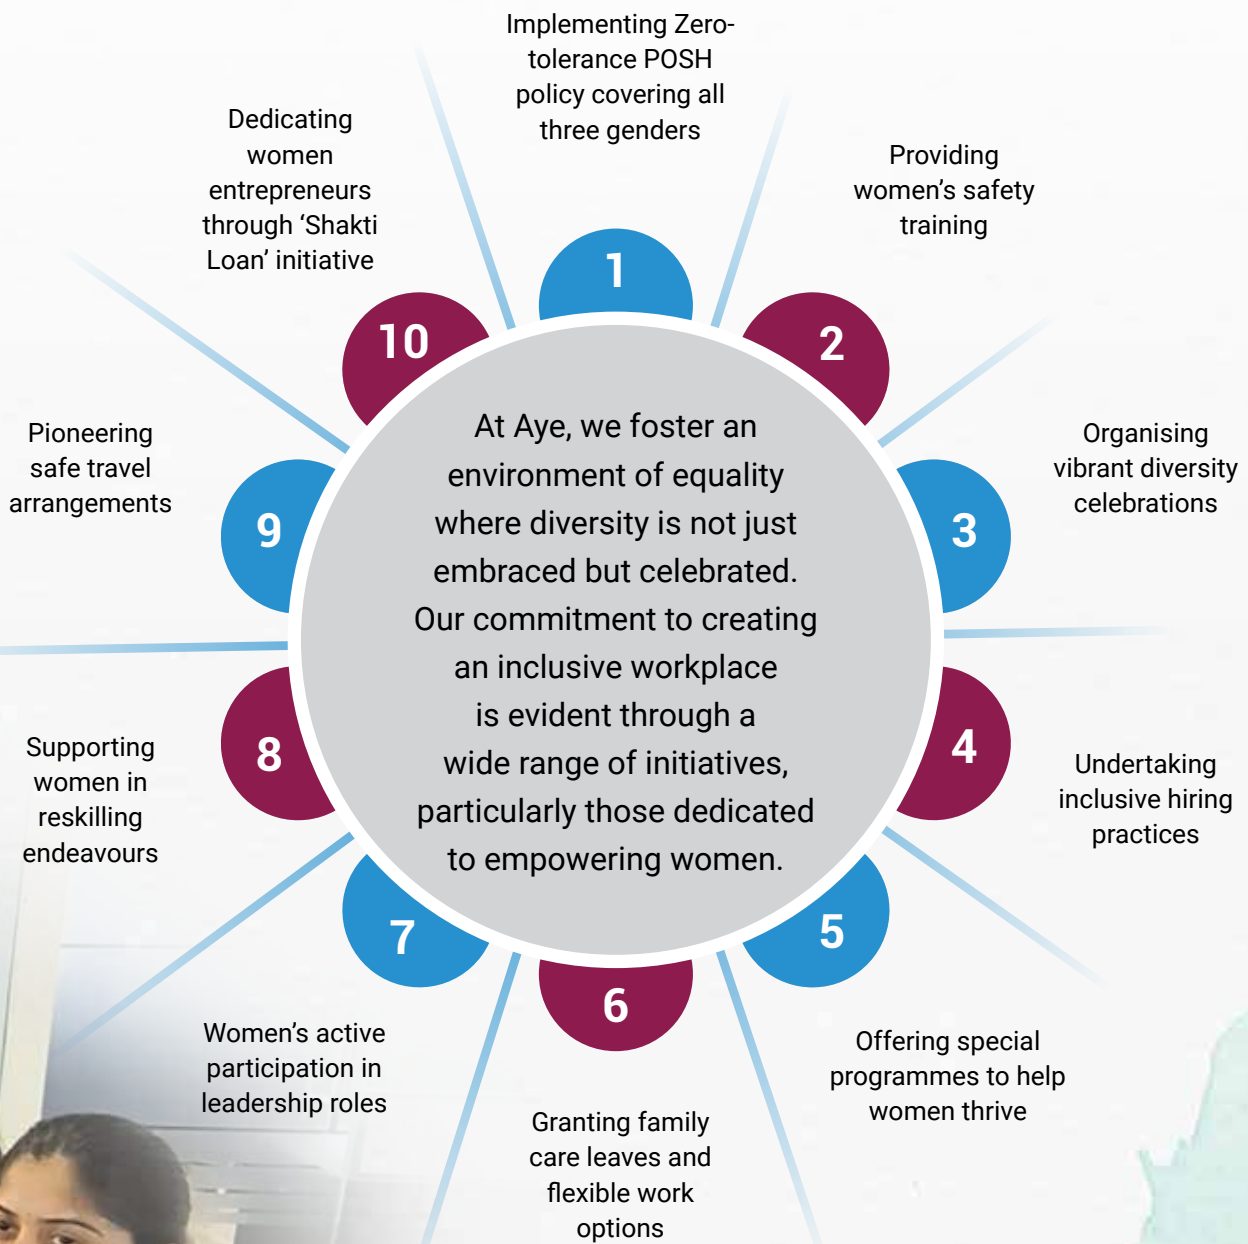 1
Implementing Zero-
tolerance POSH
policy covering all
three genders
2
Providing
women’s safety
training
3
Organising
vibrant diversity
celebrations
4
Undertaking
inclusive hiring
practices
5
Offering special
programmes to help
women thrive
6
Granting family
care leaves and
flexible work
options
7
Women’s active
participation in
leadership roles
8
Supporting
women in
reskilling
endeavours
9
Pioneering
safe travel
arrangements
10
Dedicating
women
entrepreneurs
through ‘Shakti
Loan’ initiative
At Aye, we foster an
environment of equality
where diversity is not just
embraced but celebrated.
Our commitment to creating
an inclusive workplace
is evident through a
wide range of initiatives,
particularly those dedicated
to empowering women.